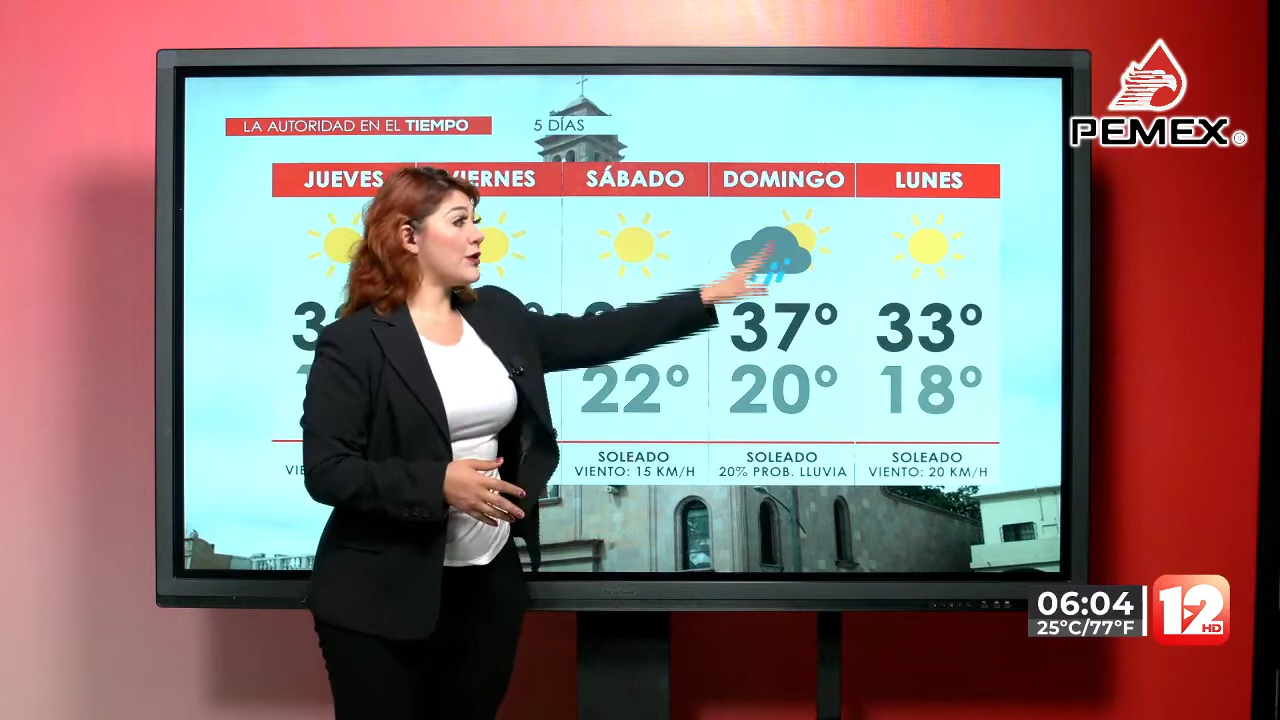 PEMEX
LA AUTORIDAD EN EL TIEMPO
5 DÍAS
JUEVES VIERNES SÁBADO DOMINGO LUNES
37° 33°
22° 20° 18°
SOLEADO SOLEADO SOLEADO
VIENTO: 15 KM/H 20% PROB. LLUVIA VIENTO: 20 KM/H
06:04
25°C/77°F
12
HD